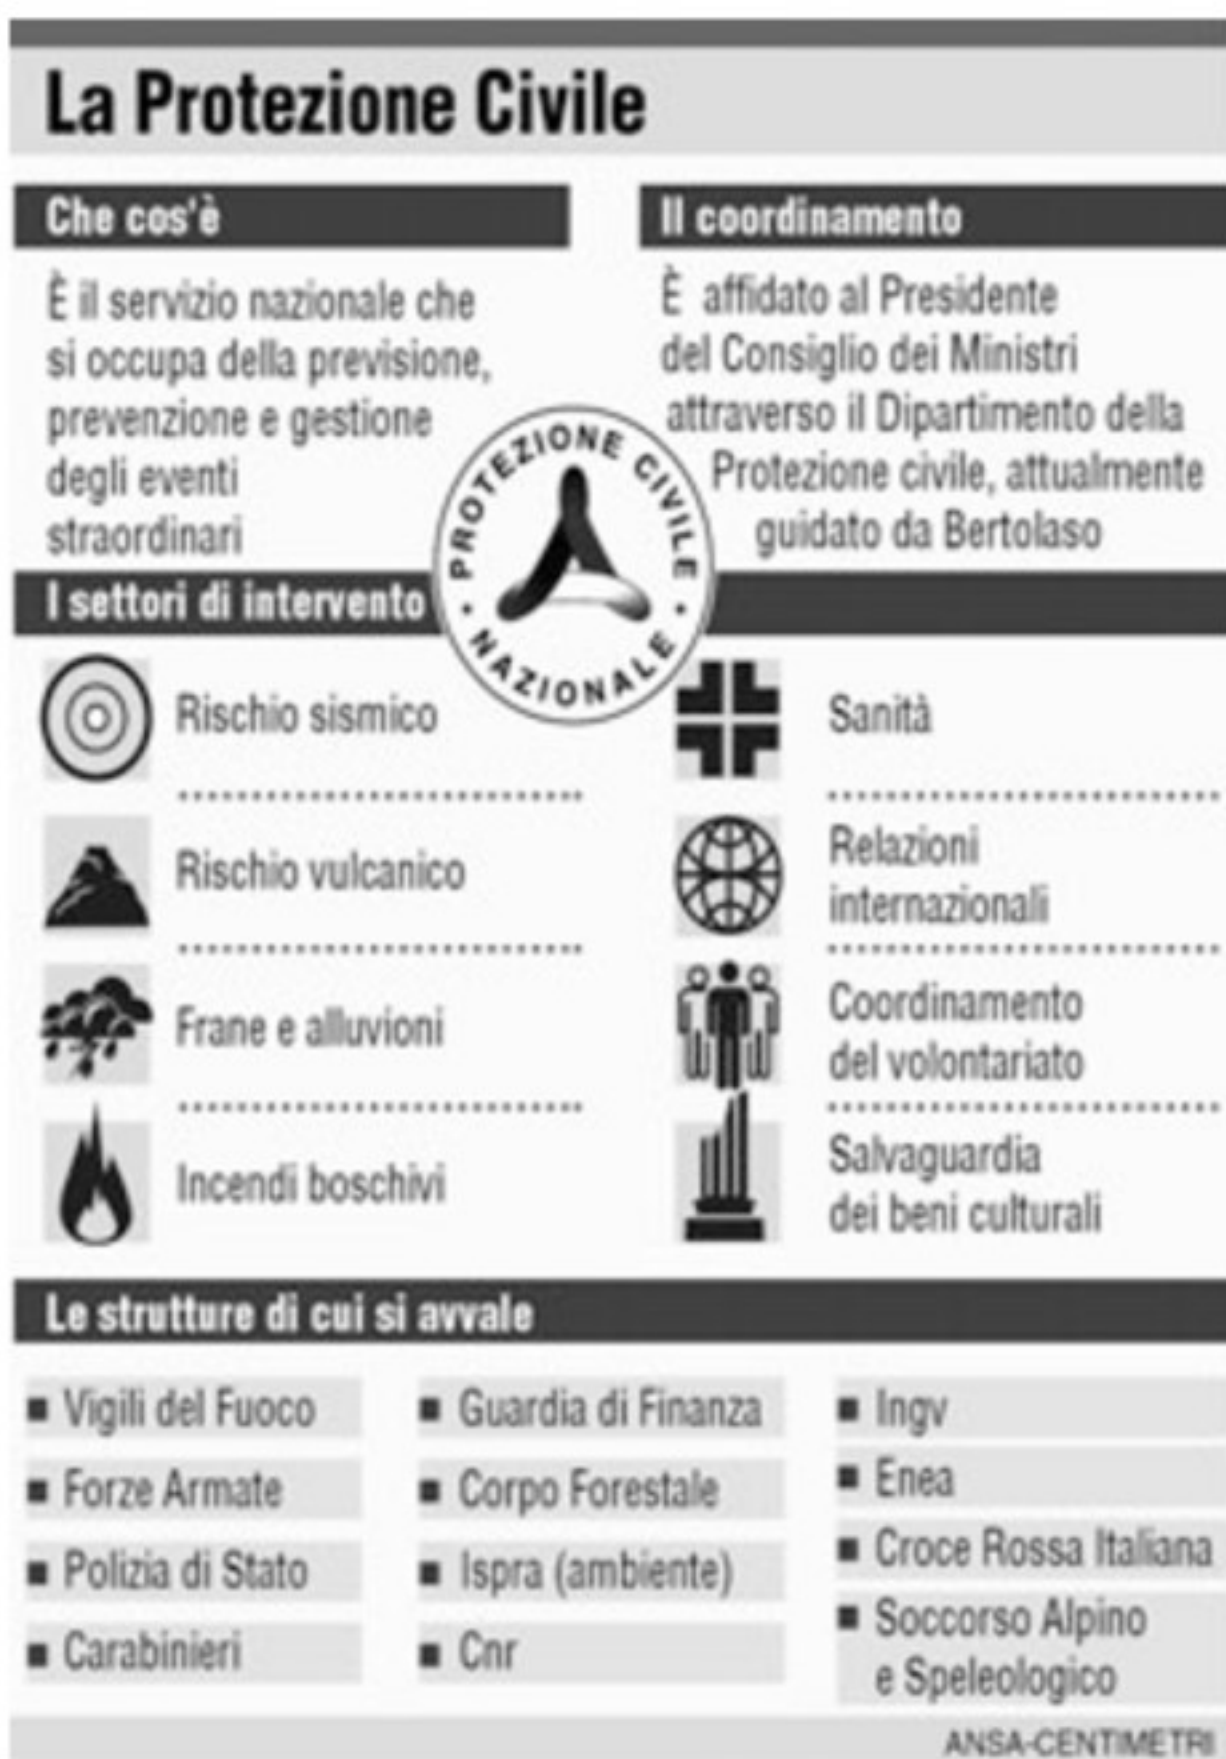 La Protezione Civile
Che cos'è
È il servizio nazionale che
si occupa della previsione,
prevenzione e gestione
degli eventi
straordinari
Il coordinamento
È affidato al Presidente
del Consiglio dei Ministri
attraverso il Dipartimento della
Protezione civile, attualmente
guidato da Bertolaso
PROTEZIONE CIVILE
NAZIONALE
I settori di intervento
Rischio sismico
Rischio vulcanico
Frane e alluvioni
Incendi boschivi
Sanità
Relazioni
internazionali
Coordinamento
del volontariato
Salvaguardia
dei beni culturali
Le strutture di cui si avvale
Vigili del Fuoco
Forze Armate
Polizia di Stato
Carabinieri
Guardia di Finanza
Corpo Forestale
Ispra (ambiente)
Cnr
Ingv
Enea
Croce Rossa Italiana
Soccorso Alpino
e Speleologico
ANSA-CENTIMETRI